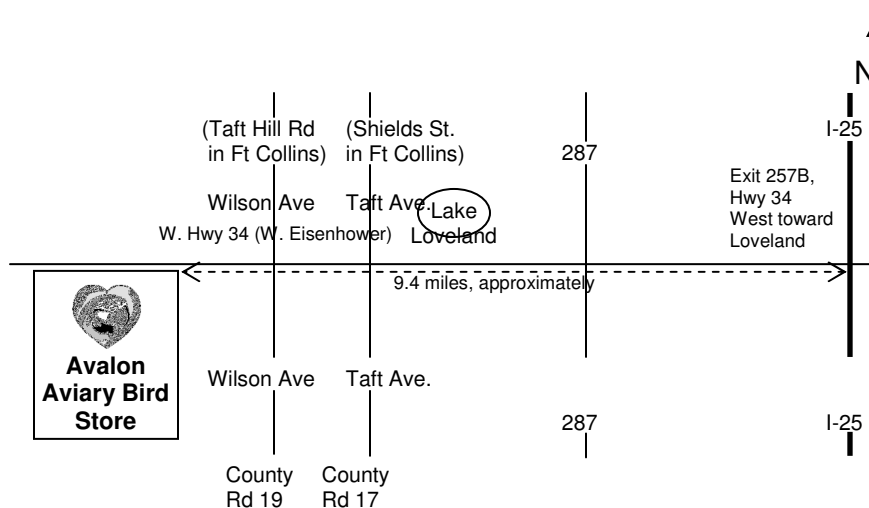 N
(Taft Hill Rd
in Ft Collins)
(Shields St.
in Ft Collins)
287
I-25
Exit 257B,
Hwy 34
West toward
Loveland
Wilson Ave
Taft Ave.
Lake
Loveland
W. Hwy 34 (W. Eisenhower)
9.4 miles, approximately
Avalon
Aviary Bird
Store
Wilson Ave
Taft Ave.
287
I-25
County
Rd 19
County
Rd 17